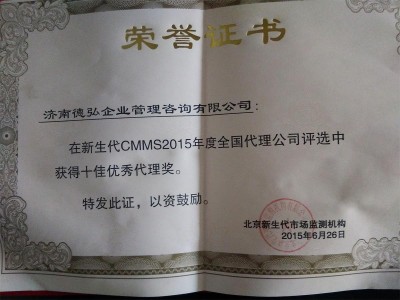 荣誉证书
济南德弘企业管理咨询有限公司：
在新生代CMMS2015年度全国代理公司评选中
获得十佳优秀代理奖。
特发此证，以资鼓励。
北京新生代市场监测机构
2015年6月26日